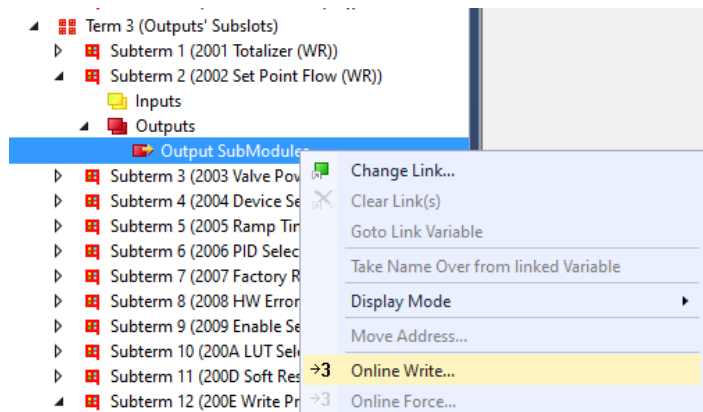 Term 3 (Outputs' Subslots)
Subterm 1 (2001 Totalizer (WR))
Subterm 2 (2002 Set Point Flow (WR))
Inputs
Outputs
Output SubModules
Subterm 3 (2003 Valve Pow
Subterm 4 (2004 Device Se
Subterm 5 (2005 Ramp Tin
Subterm 6 (2006 PID Selec
Subterm 7 (2007 Factory R
Subterm 8 (2008 HW Error
Subterm 9 (2009 Enable Se
Subterm 10 (200A LUT Sel
Subterm 11 (200D Soft Res
Subterm 12 (200E Write Pr
Change Link...
Clear Link(s)
Goto Link Variable
Take Name Over from linked Variable
Display Mode
Move Address...
→3 Online Write...
→3 Online Force...